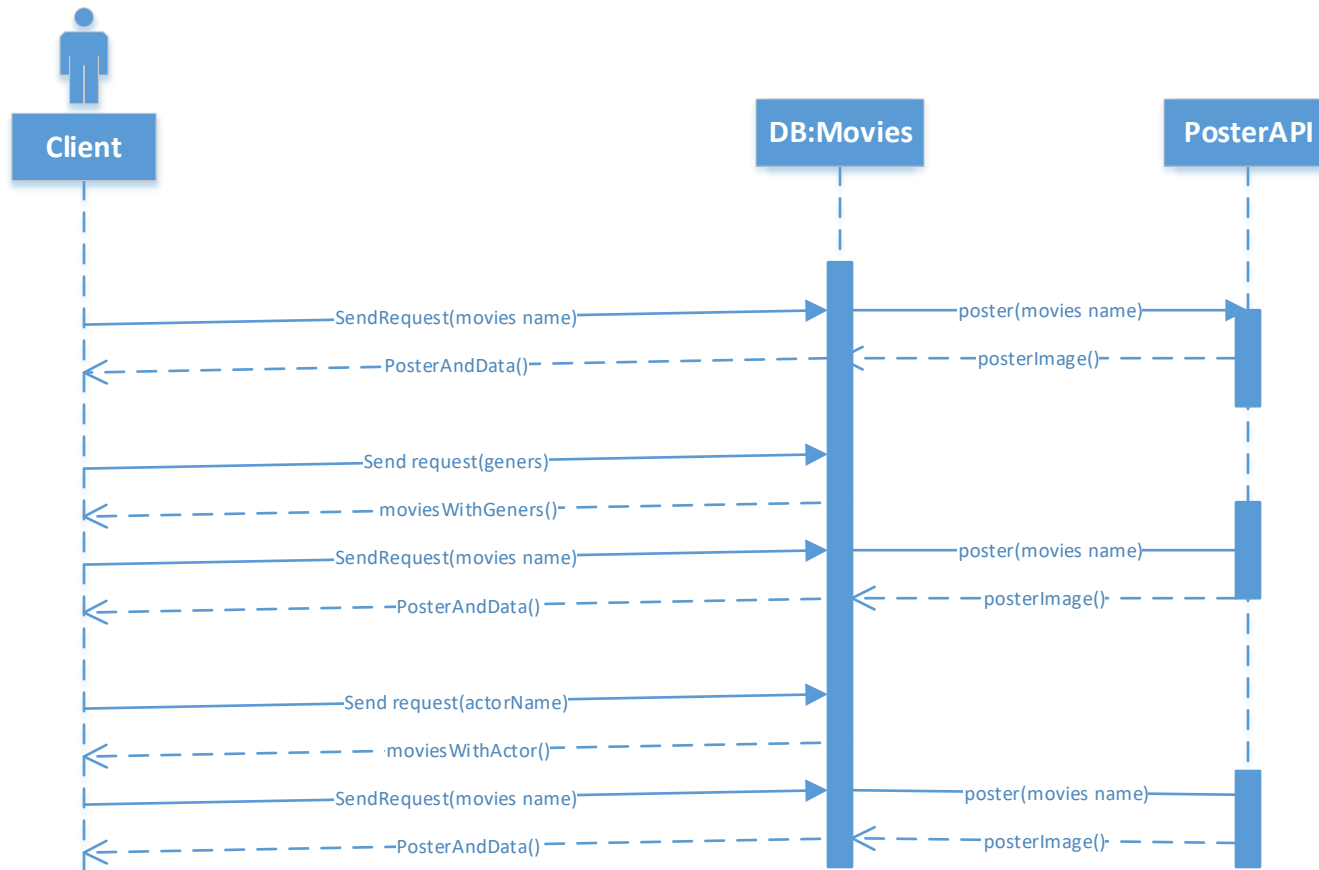 Client
DB:Movies
PosterAPI
SendRequest(movies name)
poster(movies name)
PosterAndData()
posterImage()
Send request(geners)
moviesWithGeners()
SendRequest(movies name)
poster(movies name)
PosterAndData()
posterImage()
Send request(actorName)
moviesWithActor()
SendRequest(movies name)
poster(movies name)
PosterAndData()
posterImage()